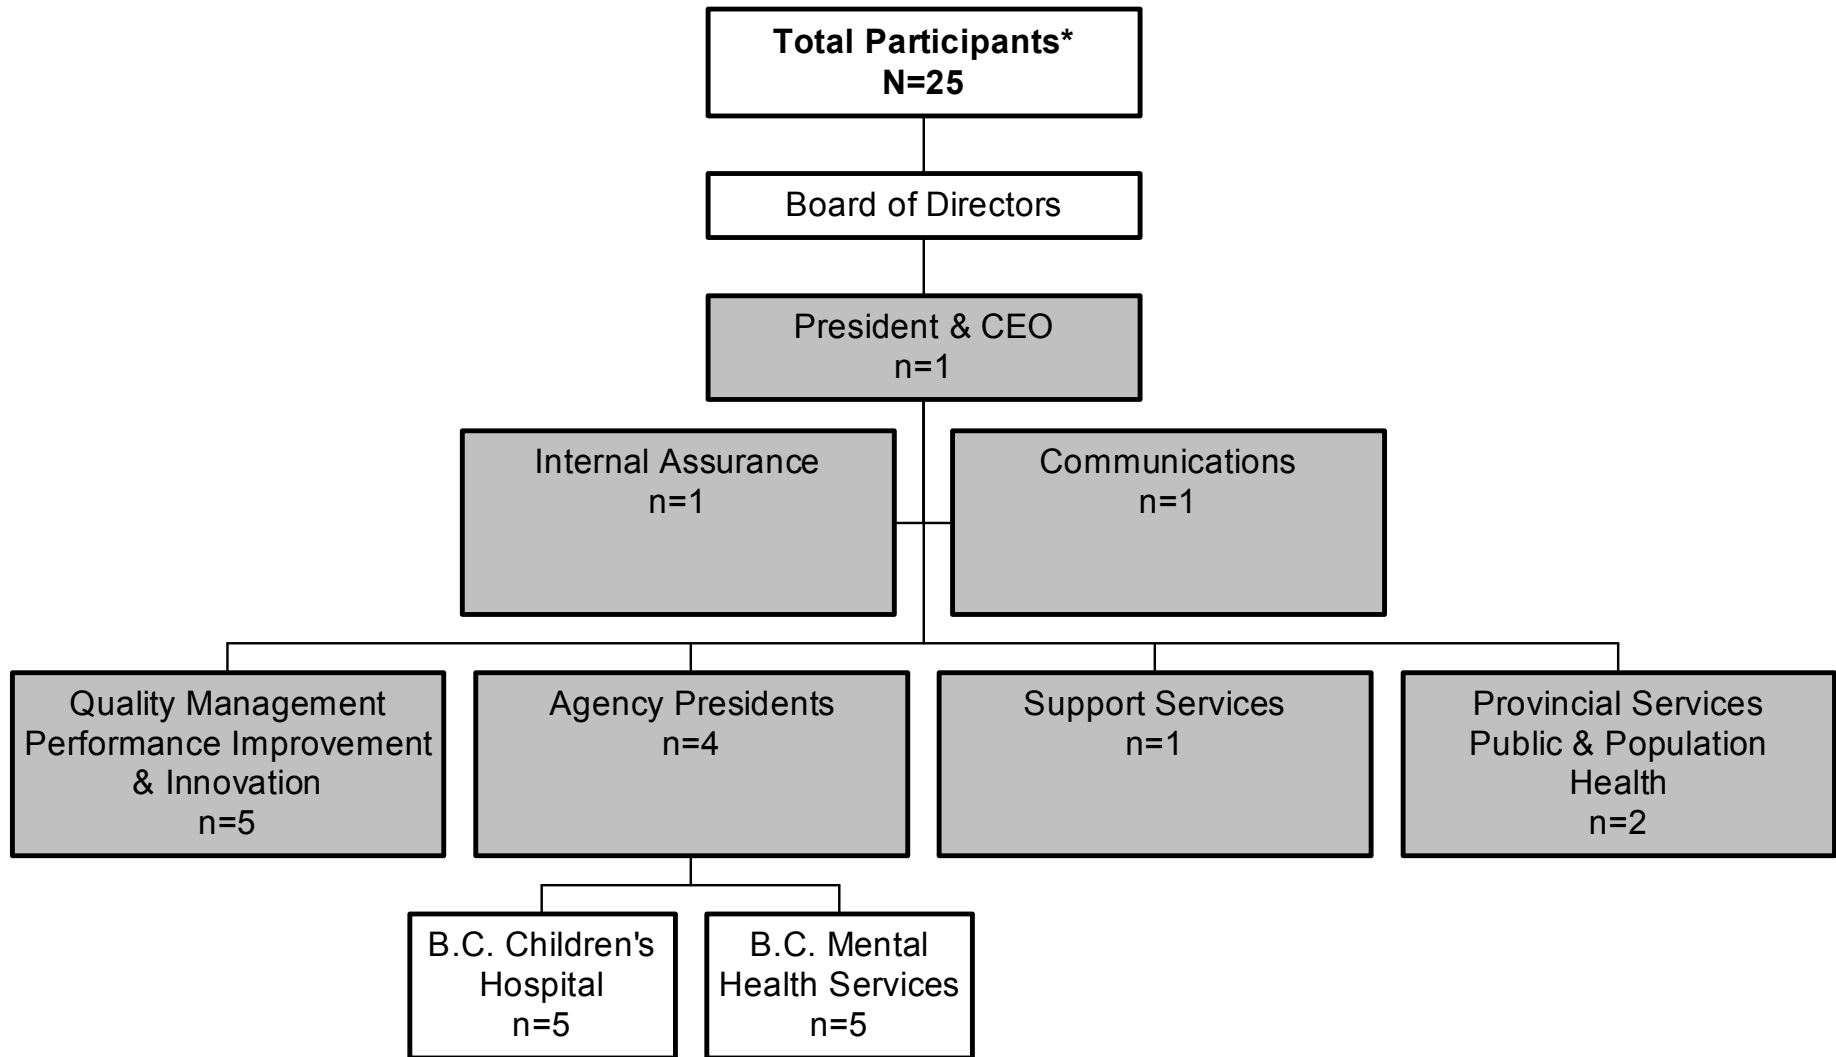 Total Participants*
N=25
Board of Directors
President & CEO
n=1
Internal Assurance
n=1
Communications
n=1
Quality Management
Performance Improvement
& Innovation
n=5
Agency Presidents
n=4
Support Services
n=1
Provincial Services
Public & Population
Health
n=2
B.C. Children's
Hospital
n=5
B.C. Mental
Health Services
n=5